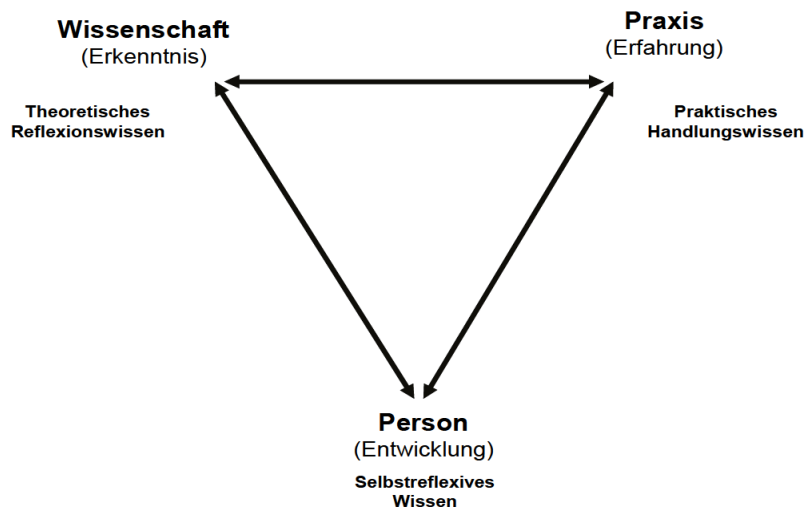 Wissenschaft
(Erkenntnis)
Praxis
(Erfahrung)
Theoretisches
Reflexionswissen
Praktisches
Handlungswissen
Person
(Entwicklung)
Selbstreflexives
Wissen